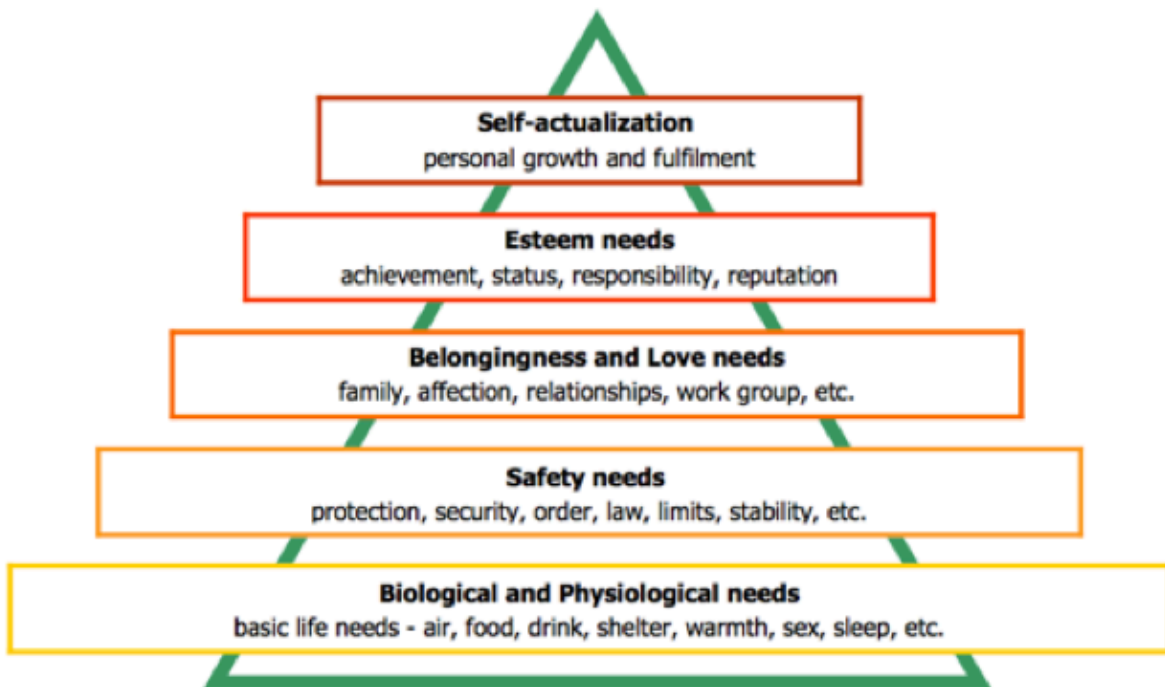 Self-actualization
personal growth and fulfilment
Esteem needs
achievement, status, responsibility, reputation
Belongingness and Love needs
family, affection, relationships, work group, etc.
Safety needs
protection, security, order, law, limits, stability, etc.
Biological and Physiological needs
basic life needs - air, food, drink, shelter, warmth, sex, sleep, etc.